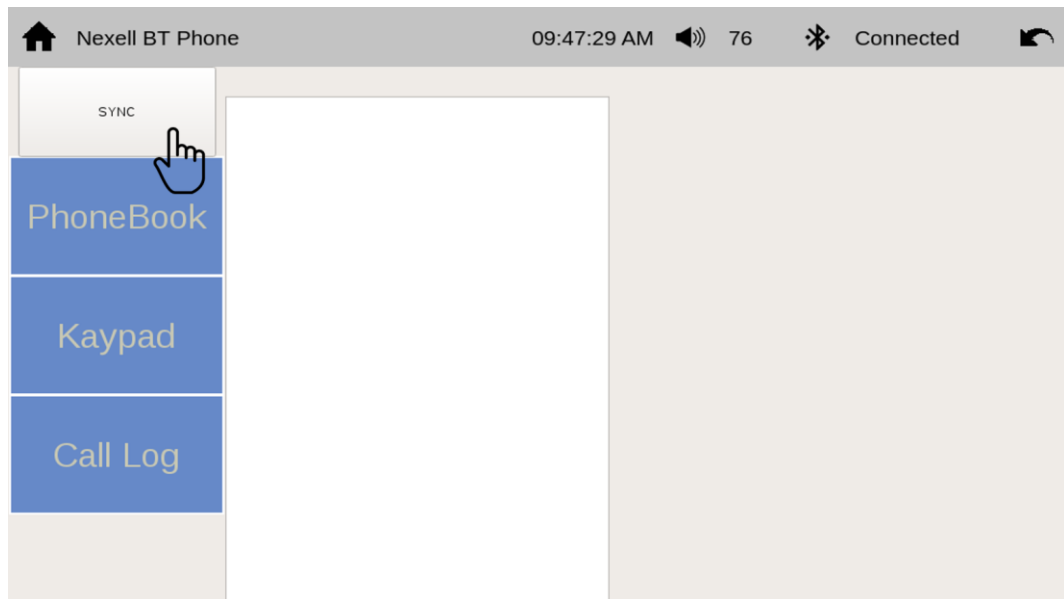 Nexell BT Phone 09:47:29 AM 76 Connected
SYNC
PhoneBook
Kaypad
Call Log